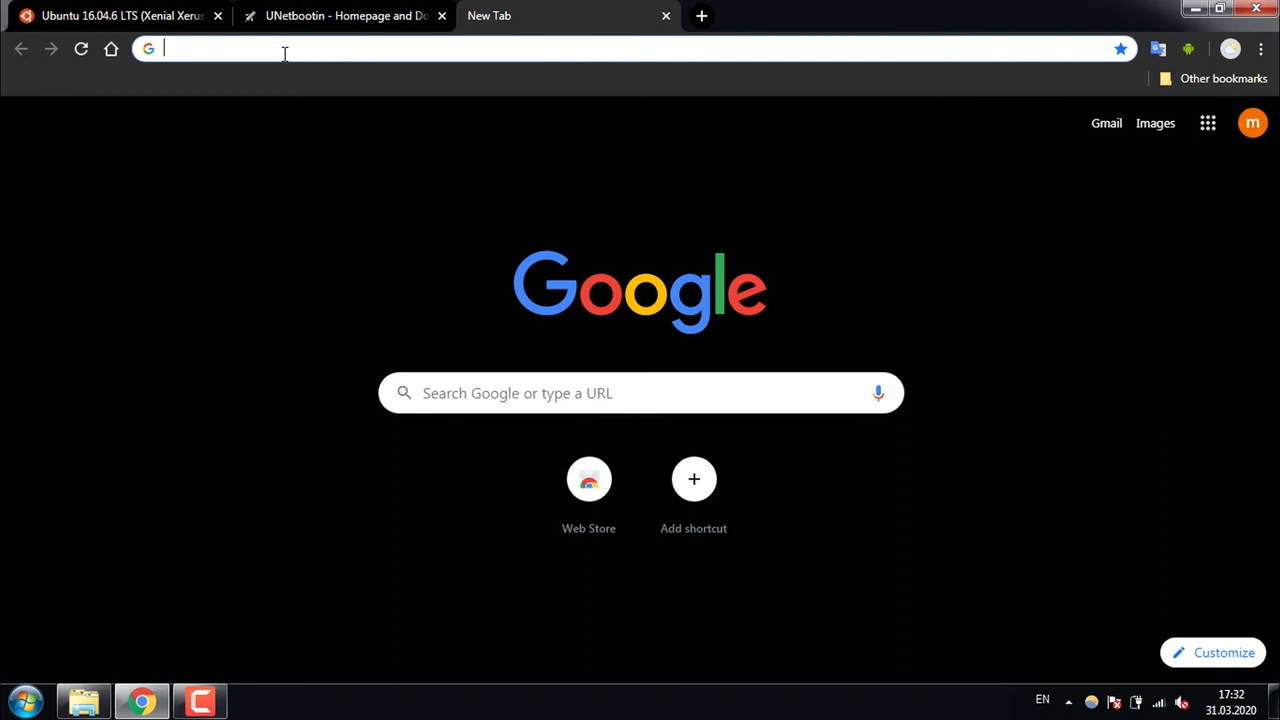 Ubuntu 16.04.6 LTS (Xenial Xerus
UNetbootin - Homepage and Do
New Tab
Other bookmarks
Gmail
Images
m
Google
Search Google or type a URL
Web Store
Add shortcut
Customize
EN
17:32
31.03.2020